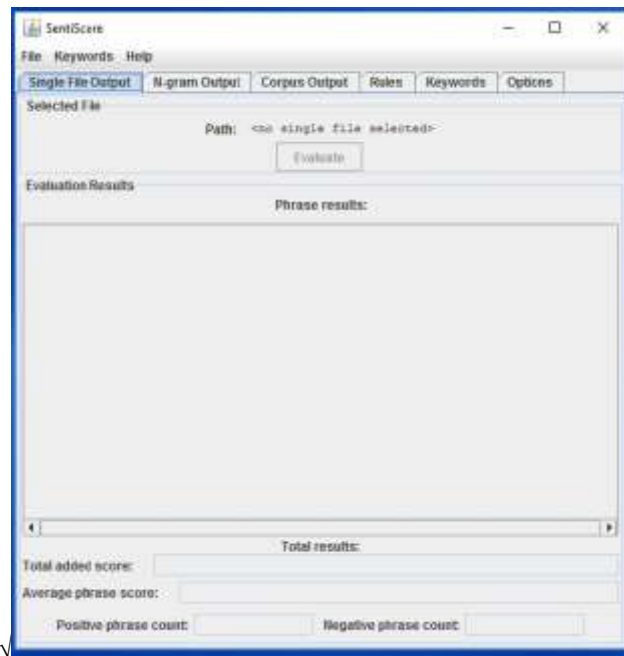 SentiScore
File Keywords Help
Single File Output N-gram Output Corpus Output Rules Keywords Options
Selected File
Path: <no single file selected>
Evaluate
Evaluation Results
Phrase results:
Total results:
Total added score:
Average phrase score:
Positive phrase count: Negative phrase count:
√